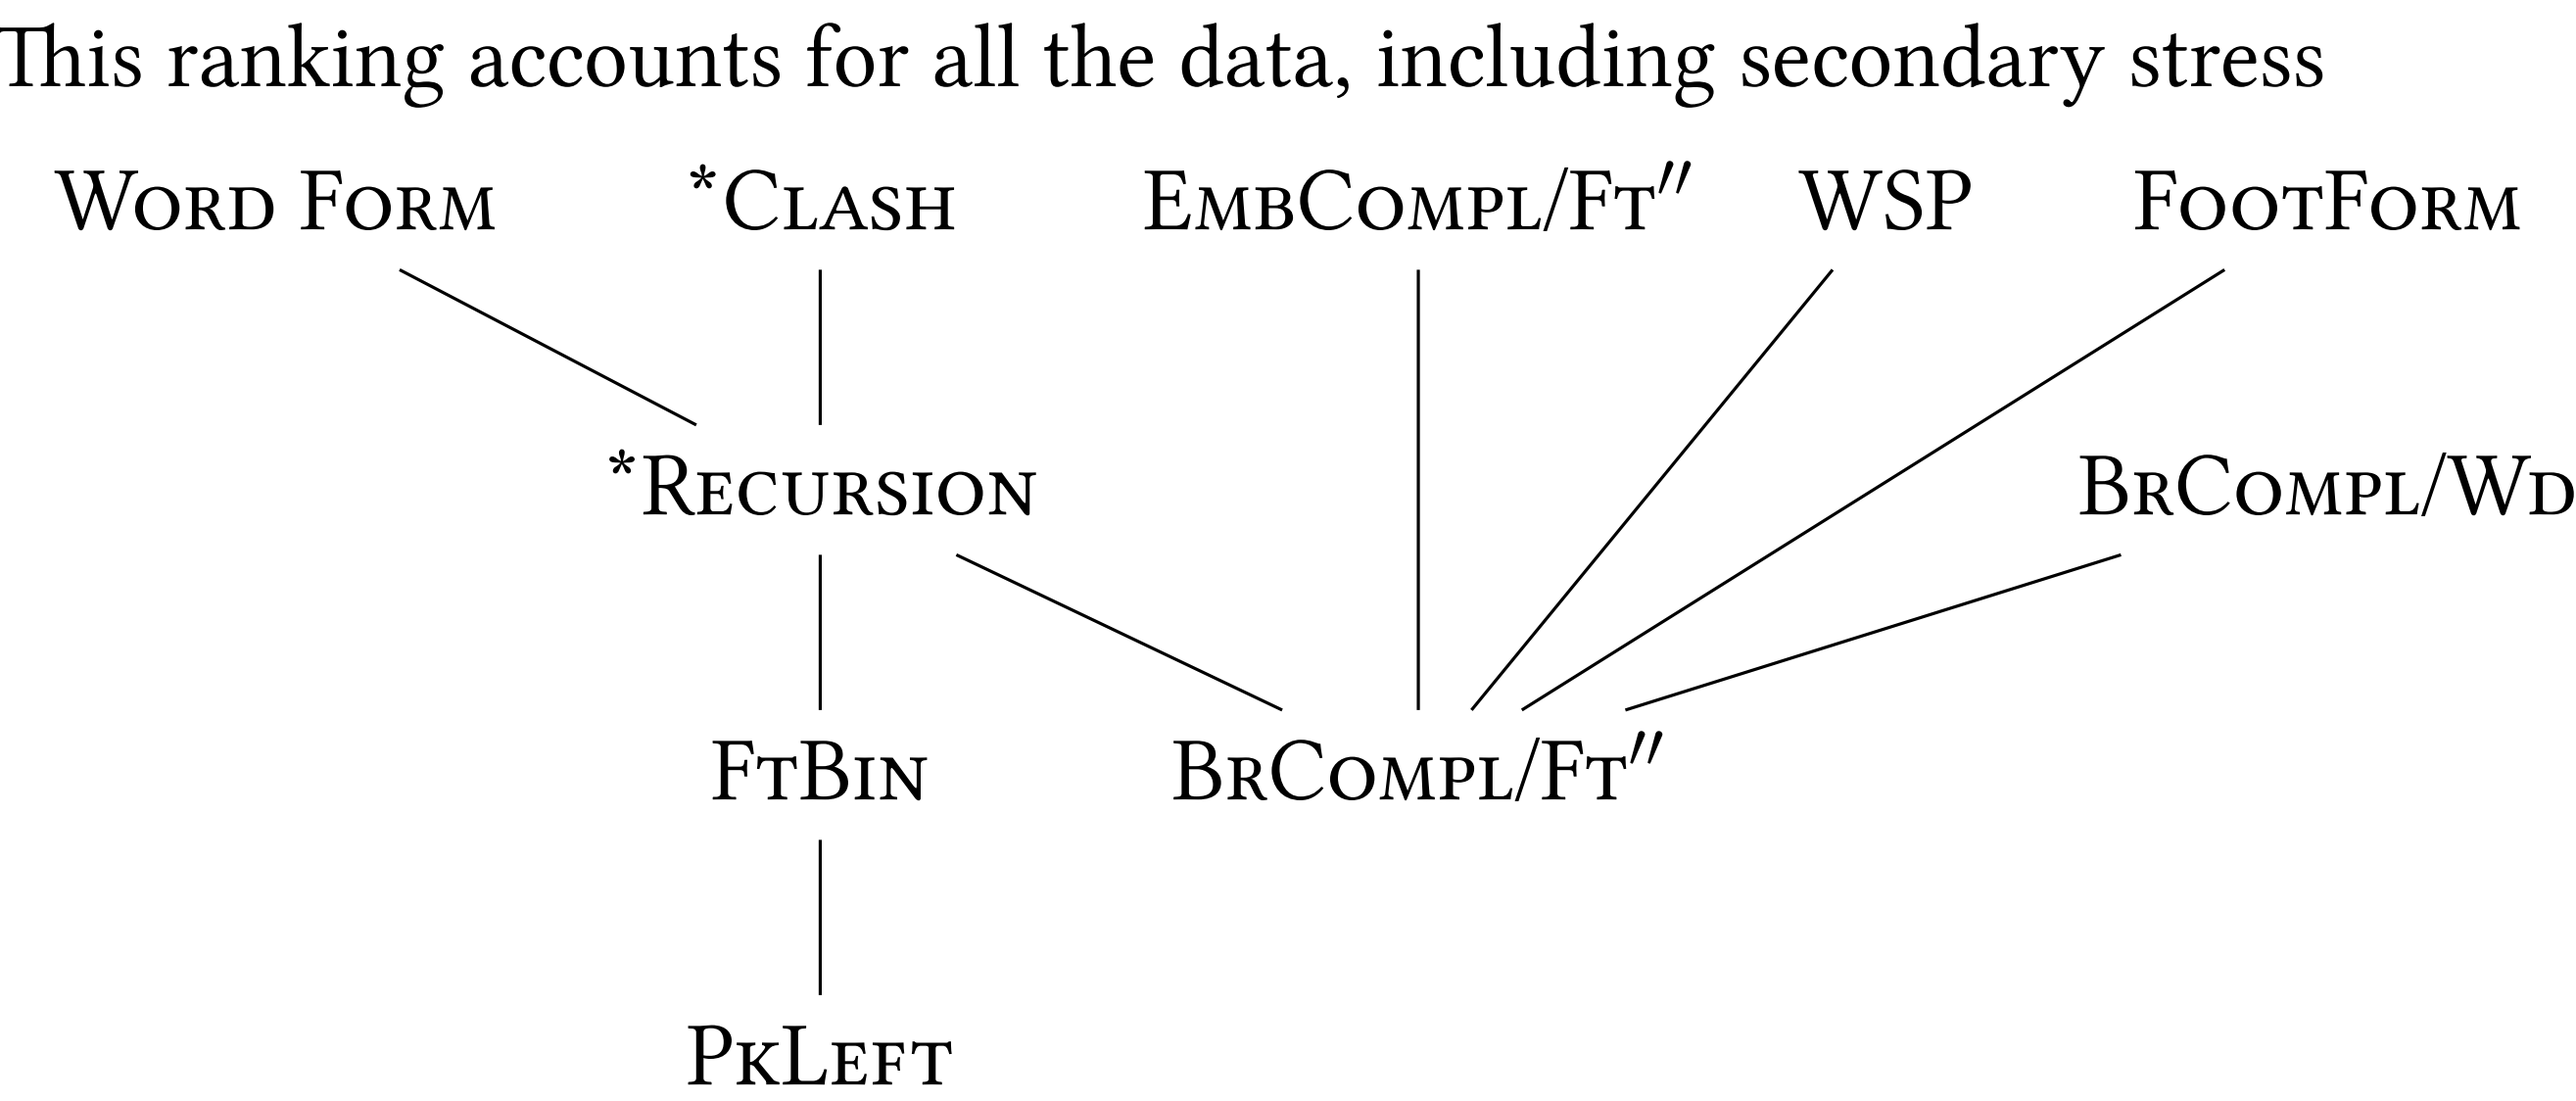 This ranking accounts for all the data, including secondary stress
Word Form *Clash EmbCompl/Ft″ WSP FootForm
*Recursion BrCompl/Wd
FtBin BrCompl/Ft″
PkLeft